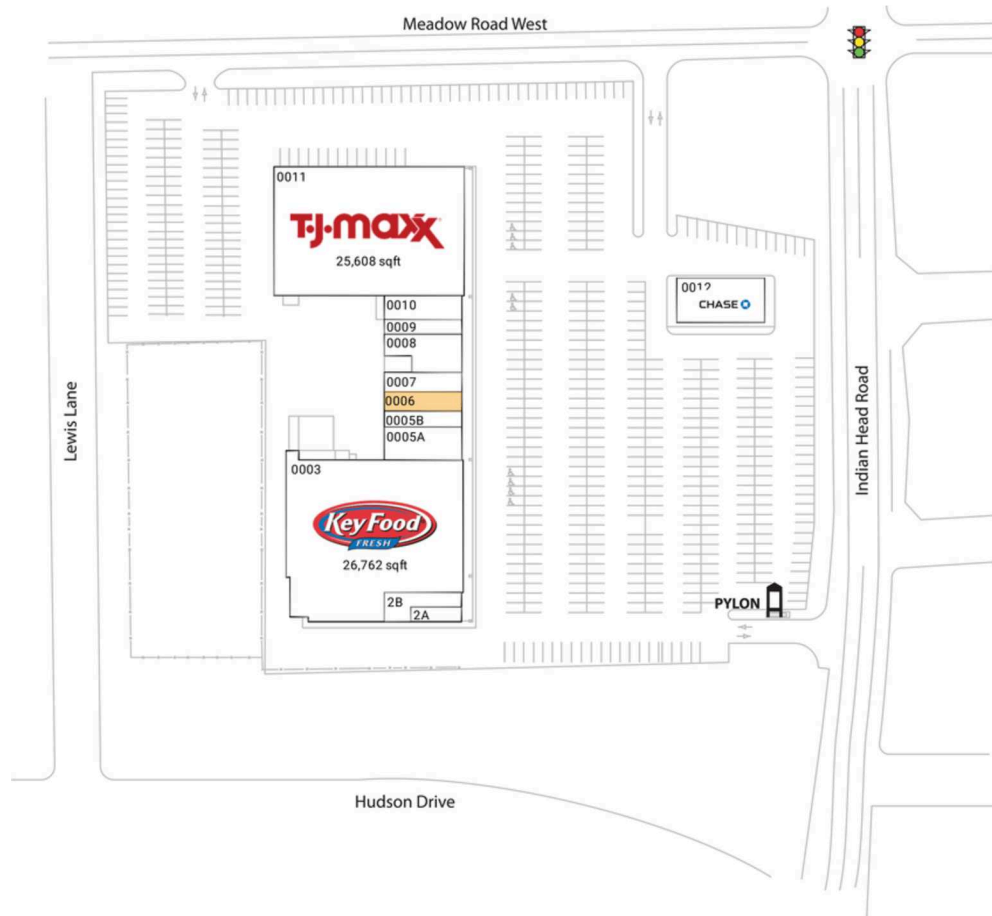 Meadow Road West
0011
T·J·maxx
25,608 sqft
0010
0009
0008
0007
0006
0005B
0005A
0012
CHASE
Lewis Lane
Indian Head Road
0003
Key Food
FRESH
26,762 sqft
2B
2A
PYLON
Hudson Drive